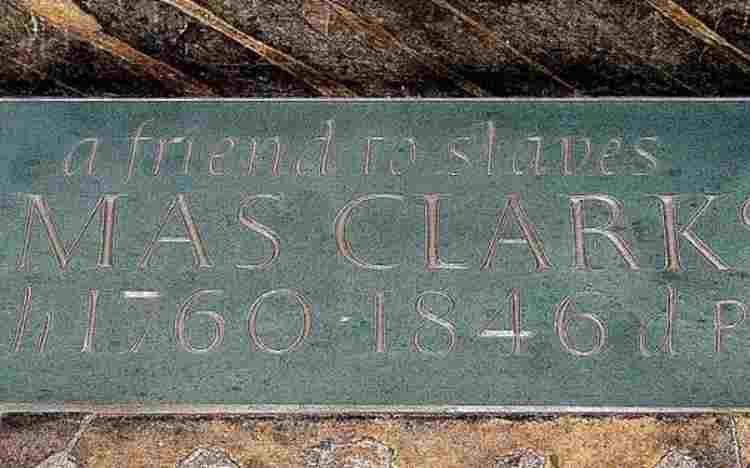 a friend to slaves
MAS CLARKS
1760 · 1846